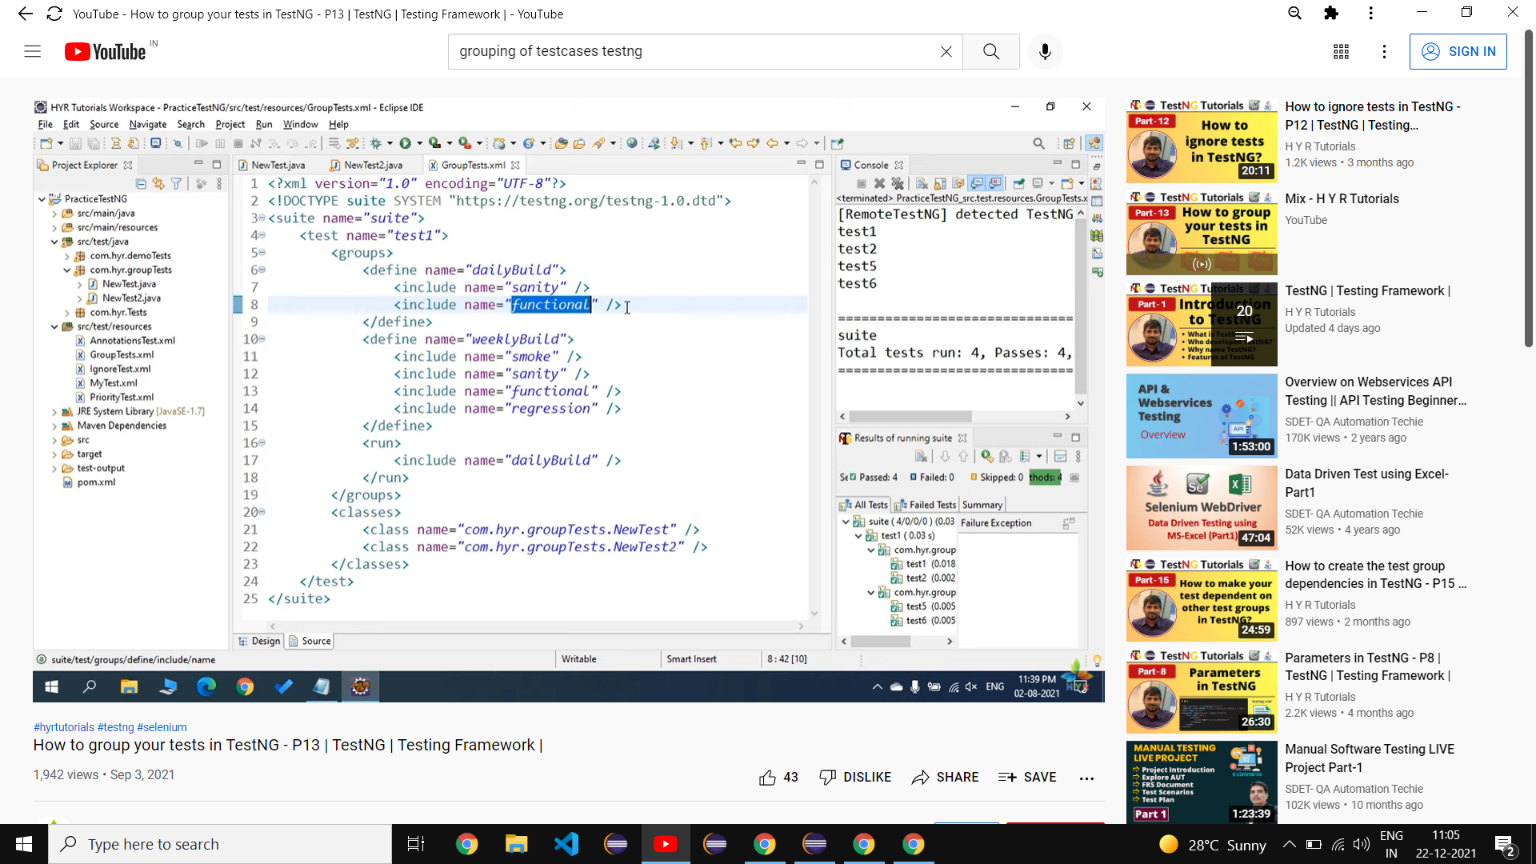 YouTube - How to group your tests in TestNG - P13 | TestNG | Testing Framework | - YouTube
YouTube IN
grouping of testcases testng
SIGN IN
HYR Tutorials Workspace - PracticeTestNG/src/test/resources/GroupTests.xml - Eclipse IDE
File Edit Source Navigate Search Project Run Window Help
Project Explorer
PracticeTestNG
src/main/java
src/main/resources
src/test/java
com.hyr.demoTests
com.hyr.groupTests
NewTest.java
NewTest2.java
com.hyr.Tests
src/test/resources
AnnotationsTest.xml
GroupTests.xml
IgnoreTest.xml
MyTest.xml
PriorityTest.xml
JRE System Library [JavaSE-1.7]
Maven Dependencies
src
target
test-output
pom.xml
NewTest.java NewTest2.java GroupTests.xml
1 <?xml version="1.0" encoding="UTF-8"?>
2 <!DOCTYPE suite SYSTEM "https://testng.org/testng-1.0.dtd">
3 <suite name="suite">
4 <test name="test1">
5 <groups>
6 <define name="dailyBuild">
7 <include name="sanity" />
8 <include name="functional" />
9 </define>
10 <define name="weeklyBuild">
11 <include name="smoke" />
12 <include name="sanity" />
13 <include name="functional" />
14 <include name="regression" />
15 </define>
16 <run>
17 <include name="dailyBuild" />
18 </run>
19 </groups>
20 <classes>
21 <class name="com.hyr.groupTests.NewTest" />
22 <class name="com.hyr.groupTests.NewTest2" />
23 </classes>
24 </test>
25 </suite>
Design Source
Console
<terminated> PracticeTestNG_src.test.resources.GroupTests.x
[RemoteTestNG] detected TestNG
test1
test2
test5
test6
===============================
suite
Total tests run: 4, Passes: 4,
===============================
Results of running suite
Passed: 4 Failed: 0 Skipped: 0 thods: 4
All Tests Failed Tests Summary
suite ( 4/0/0/0 ) (0.03 Failure Exception
test1 ( 0.03 s)
com.hyr.group
test1 (0.018
test2 (0.002
com.hyr.group
test5 (0.005
test6 (0.005
suite/test/groups/define/include/name Writable Smart Insert 8 : 42 [10]
ENG 11:39 PM
02-08-2021
#hyrtutorials #testng #selenium
How to group your tests in TestNG - P13 | TestNG | Testing Framework |
1,942 views • Sep 3, 2021
43 DISLIKE SHARE SAVE
TestNG Tutorials
Part-12
How to
ignore tests
in TestNG?
20:11
How to ignore tests in TestNG -
P12 | TestNG | Testing...
H Y R Tutorials
1.2K views • 3 months ago
TestNG Tutorials
Part-13
How to group
your tests in
TestNG
Mix - H Y R Tutorials
YouTube
TestNG Tutorials
Part-1
Introduction
to TestNG
• What is
• Who develope
• Why name
• Features of
20
TestNG | Testing Framework |
H Y R Tutorials
Updated 4 days ago
API &
Webservices
Testing
Overview
API
1:53:00
Overview on Webservices API
Testing || API Testing Beginner...
SDET- QA Automation Techie
170K views • 2 years ago
Se
Selenium WebDriver
Data Driven Testing using
MS-Excel (Part1)
47:04
Data Driven Test using Excel-
Part1
SDET- QA Automation Techie
52K views • 4 years ago
TestNG Tutorials
Part-15
How to make your
test dependent on
other test groups
in TestNG?
24:59
How to create the test group
dependencies in TestNG - P15 ...
H Y R Tutorials
897 views • 2 months ago
TestNG Tutorials
Part-8
Parameters
in TestNG
26:30
Parameters in TestNG - P8 |
TestNG | Testing Framework |
H Y R Tutorials
2.2K views • 4 months ago
MANUAL TESTING
LIVE PROJECT
Project Introduction
Explore AUT
FRS Document
Test Scenarios
Test Plan
Part 1
1:23:39
Manual Software Testing LIVE
Project Part-1
SDET- QA Automation Techie
102K views • 10 months ago
Type here to search
28°C Sunny
ENG
IN
11:05
22-12-2021
2